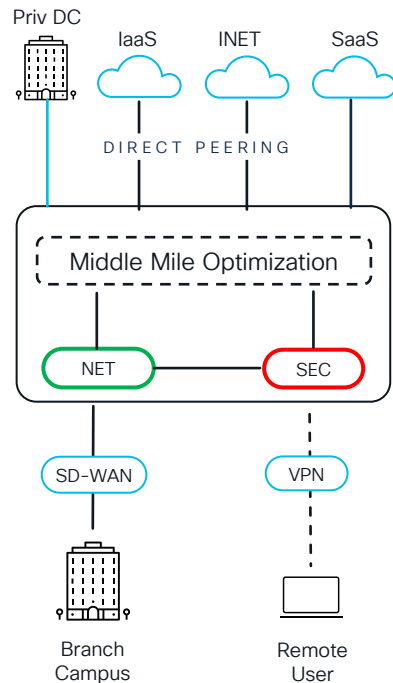 Priv DC
IaaS
INET
SaaS
DIRECT PEERING
Middle Mile Optimization
NET
SEC
SD-WAN
VPN
Branch
Campus
Remote
User